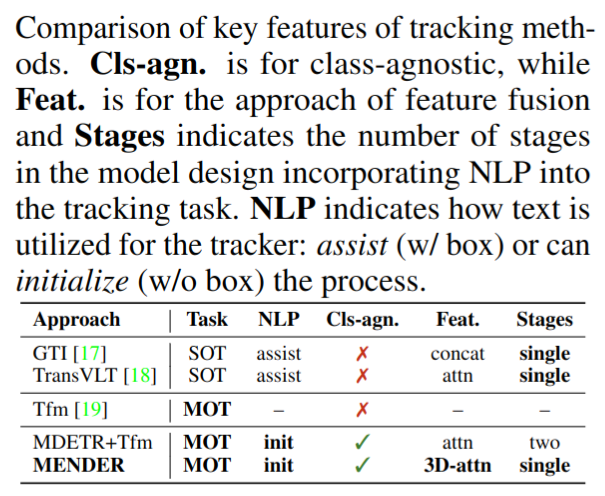 Comparison of key features of tracking meth-
ods. Cls-agn. is for class-agnostic, while
Feat. is for the approach of feature fusion
and Stages indicates the number of stages
in the model design incorporating NLP into
the tracking task. NLP indicates how text is
utilized for the tracker: assist (w/ box) or can
initialize (w/o box) the process.
Approach Task NLP Cls-agn. Feat. Stages
GTI [17] SOT assist ✗ concat single
TransVLT [18] SOT assist ✗ attn single
Tfm [19] MOT – ✗ – –
MDETR+Tfm MOT init ✓ attn two
MENDER MOT init ✓ 3D-attn single